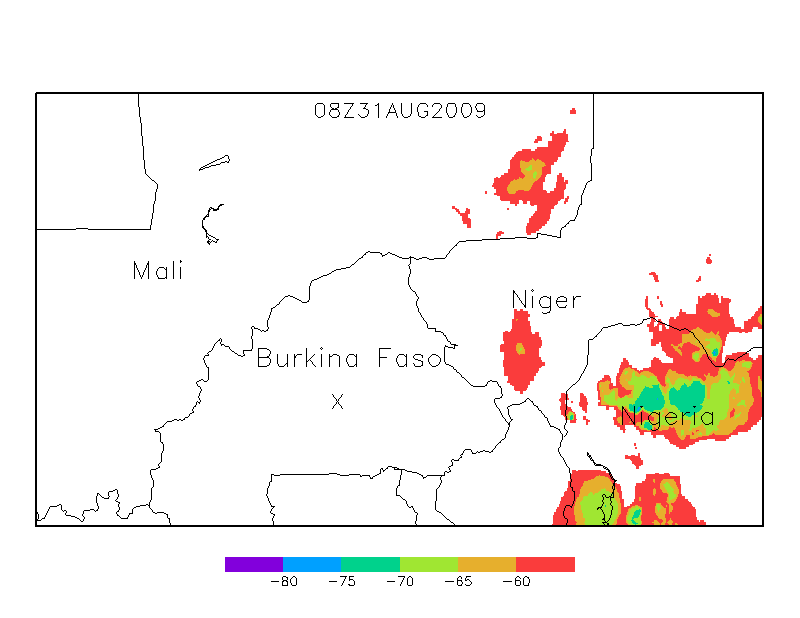 08Z31AUG2009
Mali
Niger
Burkina Faso
X
Nigeria
-80 -75 -70 -65 -60